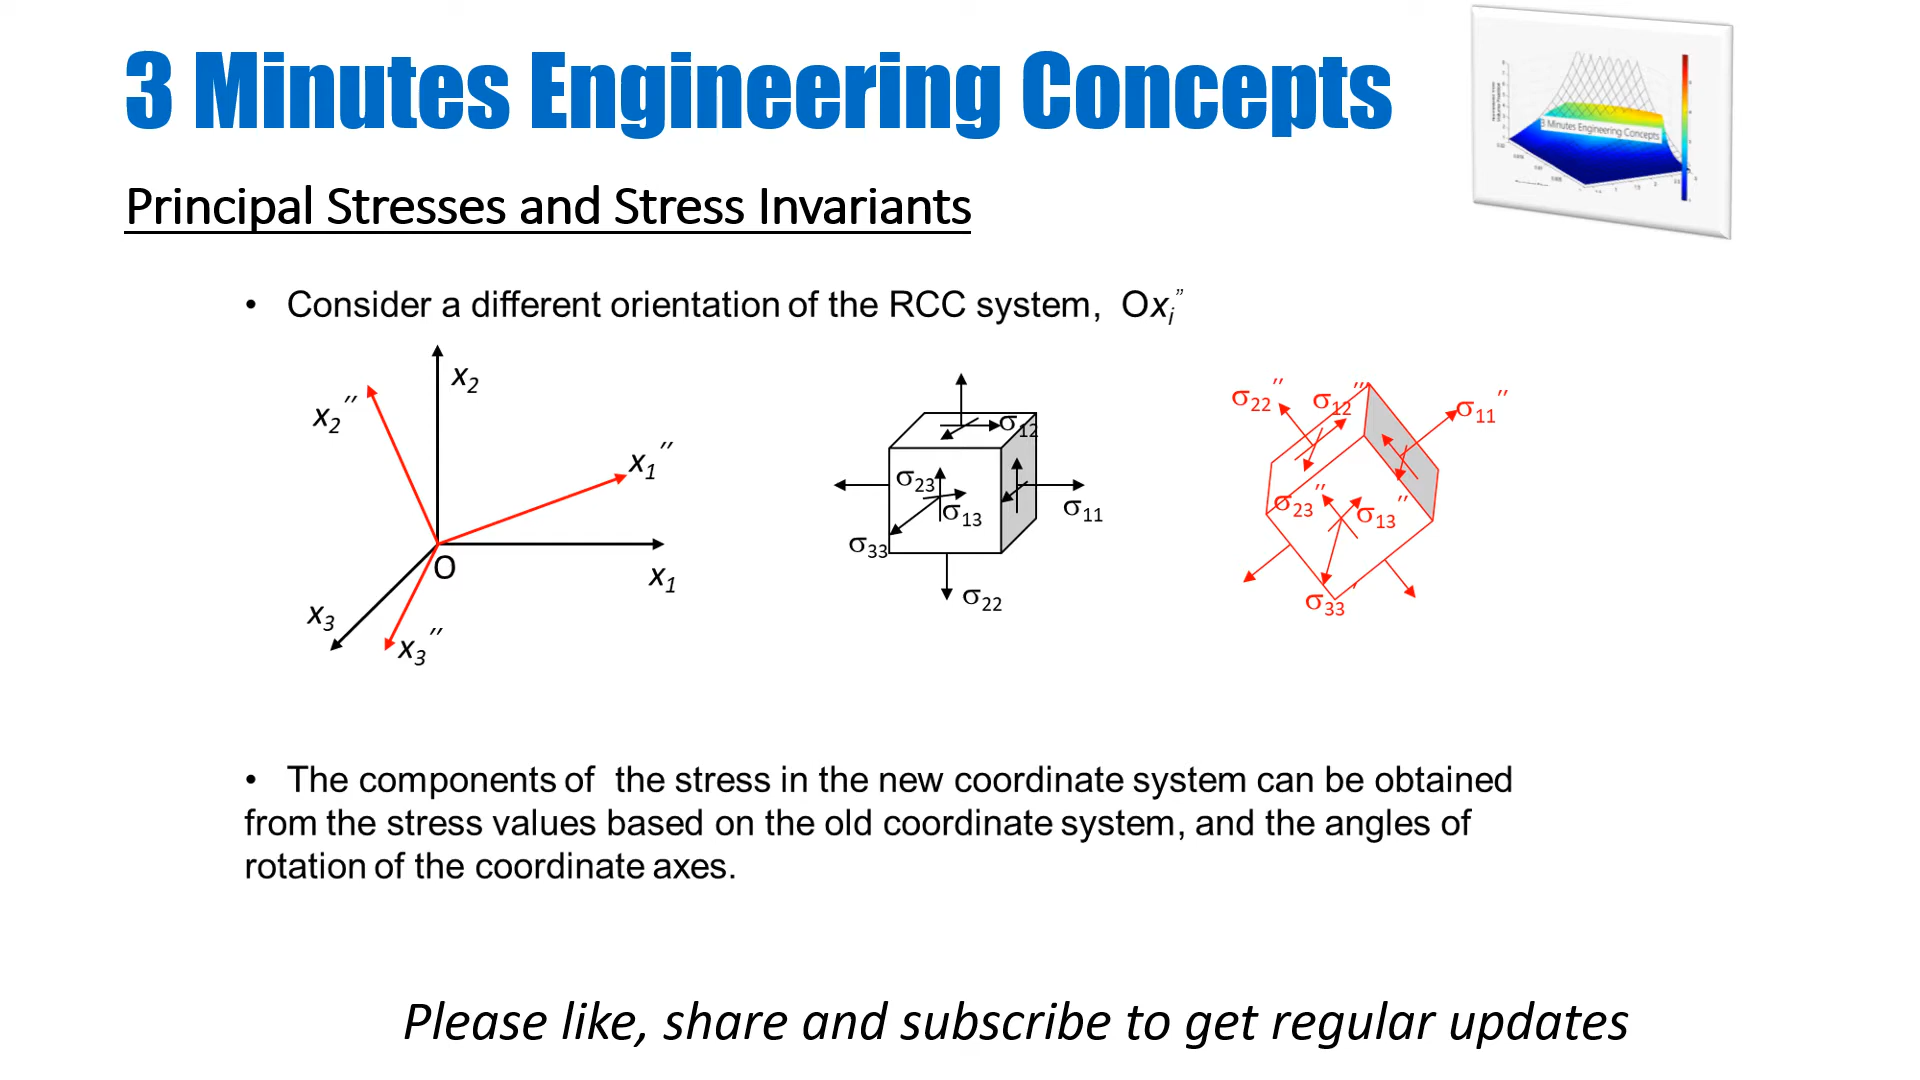 3 Minutes Engineering Concepts
3 Minutes Engineering Concepts
Principal Stresses and Stress Invariants
• Consider a different orientation of the RCC system, Oxi”
x2
x2′′
x1′′
O
x1
x3
x3′′
σ12
σ23
σ13
σ11
σ33
σ22
σ22′′
σ12′′
σ11′′
σ23′′
σ13′′
σ33′′
• The components of the stress in the new coordinate system can be obtained
from the stress values based on the old coordinate system, and the angles of
rotation of the coordinate axes.
Please like, share and subscribe to get regular updates